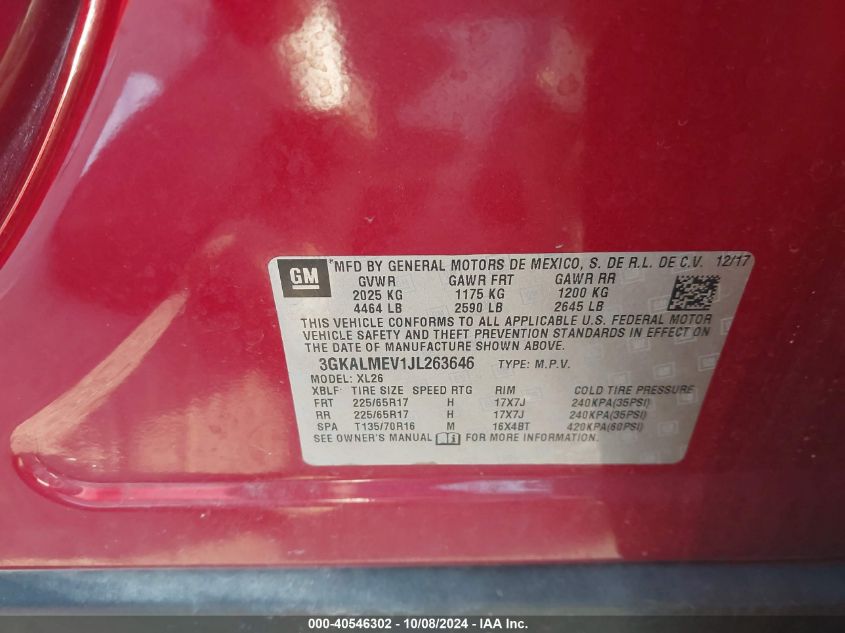 GM
*MFD BY GENERAL MOTORS DE MEXICO, S. DE R.L. DE C.V. 12/17
GVWR GAWR FRT GAWR RR
2025 KG 1175 KG 1200 KG
4464 LB 2590 LB 2645 LB
THIS VEHICLE CONFORMS TO ALL APPLICABLE U.S. FEDERAL MOTOR
VEHICLE SAFETY AND THEFT PREVENTION STANDARDS IN EFFECT ON
THE DATE OF MANUFACTURE SHOWN ABOVE.
3GKALMEV1JL263646 TYPE: M.P.V.
MODEL: XL26
XBLF: TIRE SIZE SPEED RTG RIM COLD TIRE PRESSURE
FRT 225/65R17 H 17X7J 240KPA(35PSI)
RR 225/65R17 H 17X7J 240KPA(35PSI)
SPA T135/70R16 M 16X4BT 420KPA(60PSI)
SEE OWNER'S MANUAL FOR MORE INFORMATION.
000-40546302 - 10/08/2024 - IAA Inc.